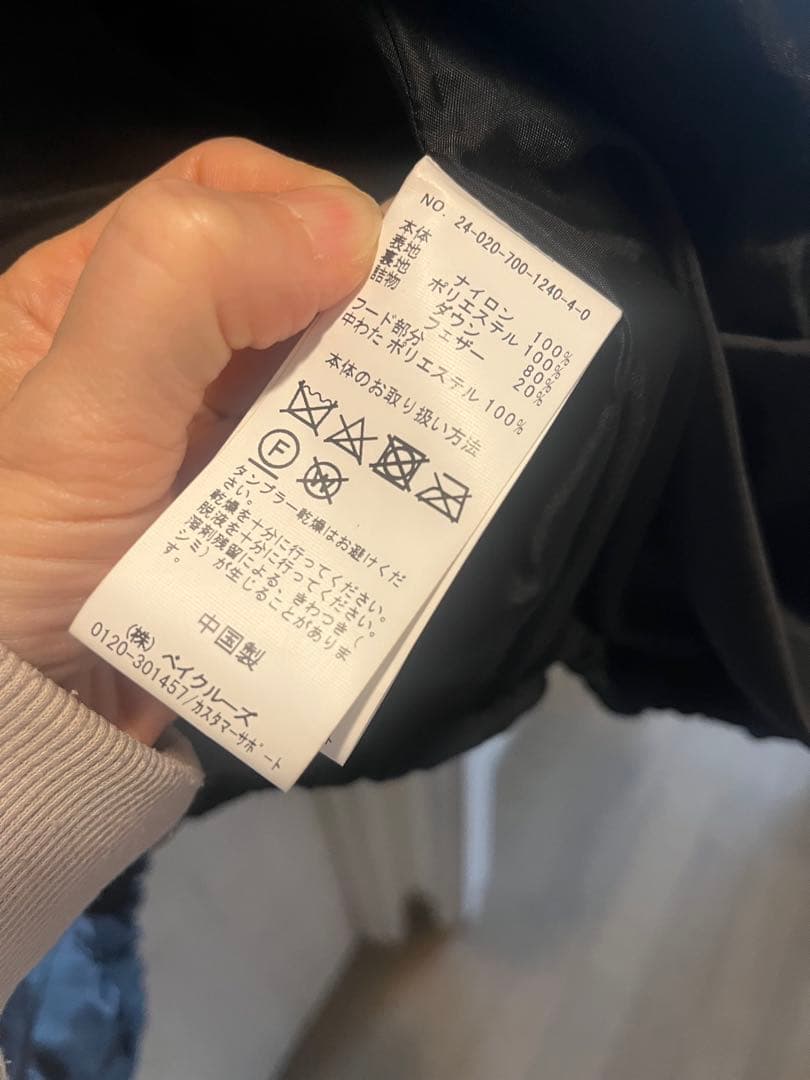 NO. 24-020-700-1240-4-0
本体
表地 ナイロン 100%
裏地 ポリエステル 100%
詰物 ダウン 80%
フェザー 20%
フード部分
中わた ポリエステル 100%
本体のお取り扱い方法
F
W
タンブラー乾燥はお避けくだ
さい。
乾燥を十分に行ってください。
脱液を十分に行ってください。
溶剤残留による、きわつき(
シミ)が生じることがありま
す。
中国製
(株) ベイクルーズ
0120-301457/カスタマーサポート